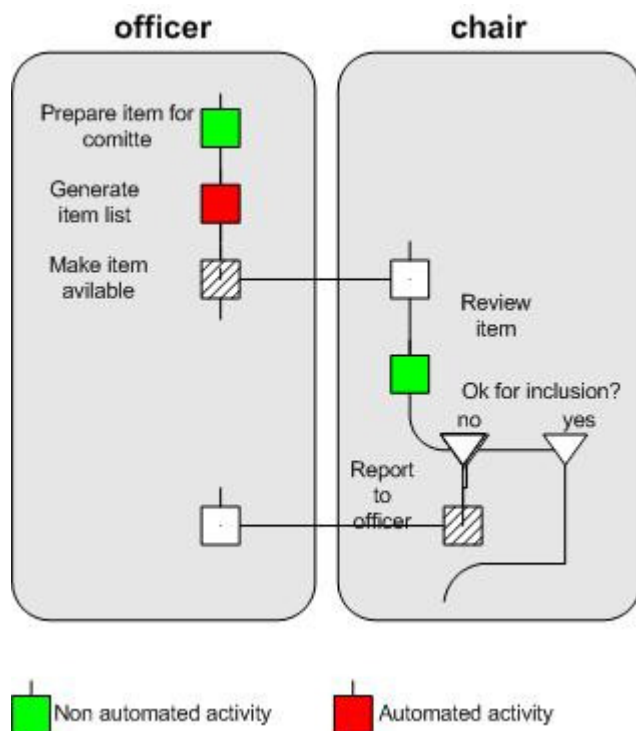 officer
chair
Prepare item for
comitte
Generate
item list
Make item
avilable
Review
item
Ok for inclusion?
no
yes
Report
to
officer
Non automated activity
Automated activity